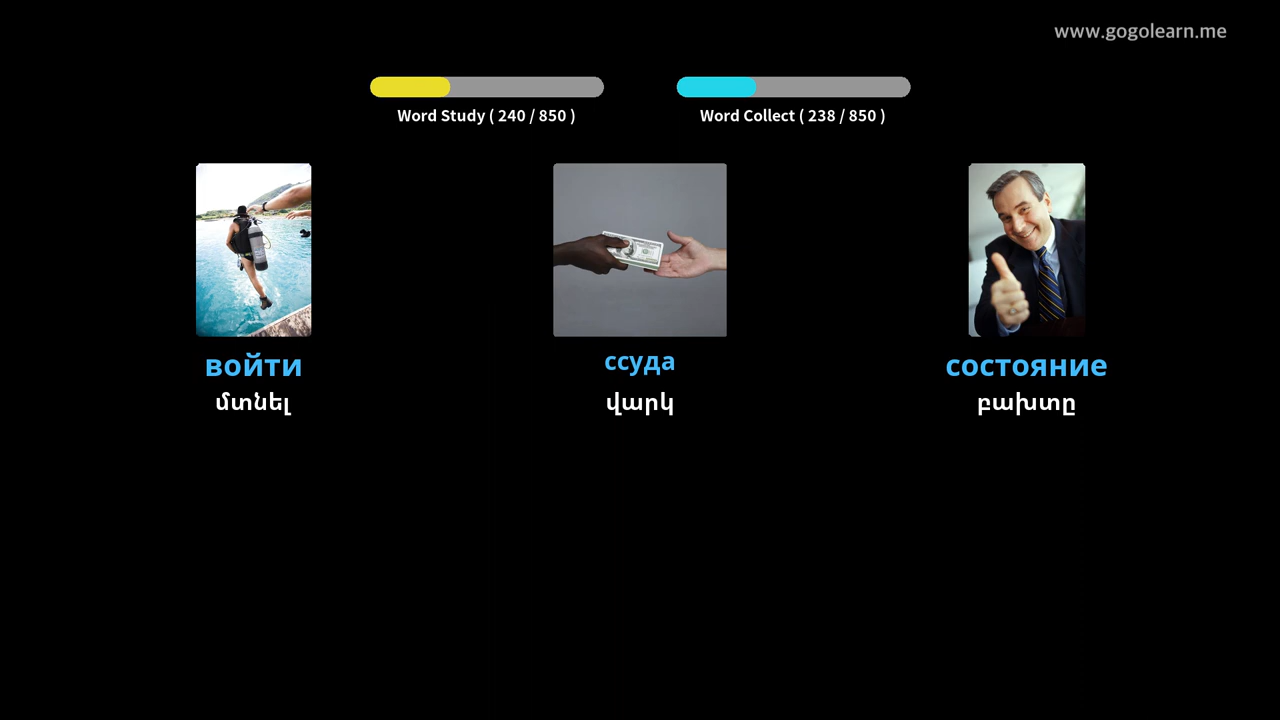 www.gogolearn.me
Word Study ( 240 / 850 )
Word Collect ( 238 / 850 )
войти
ссуда
состояние
մտնել
վարկ
բախտը